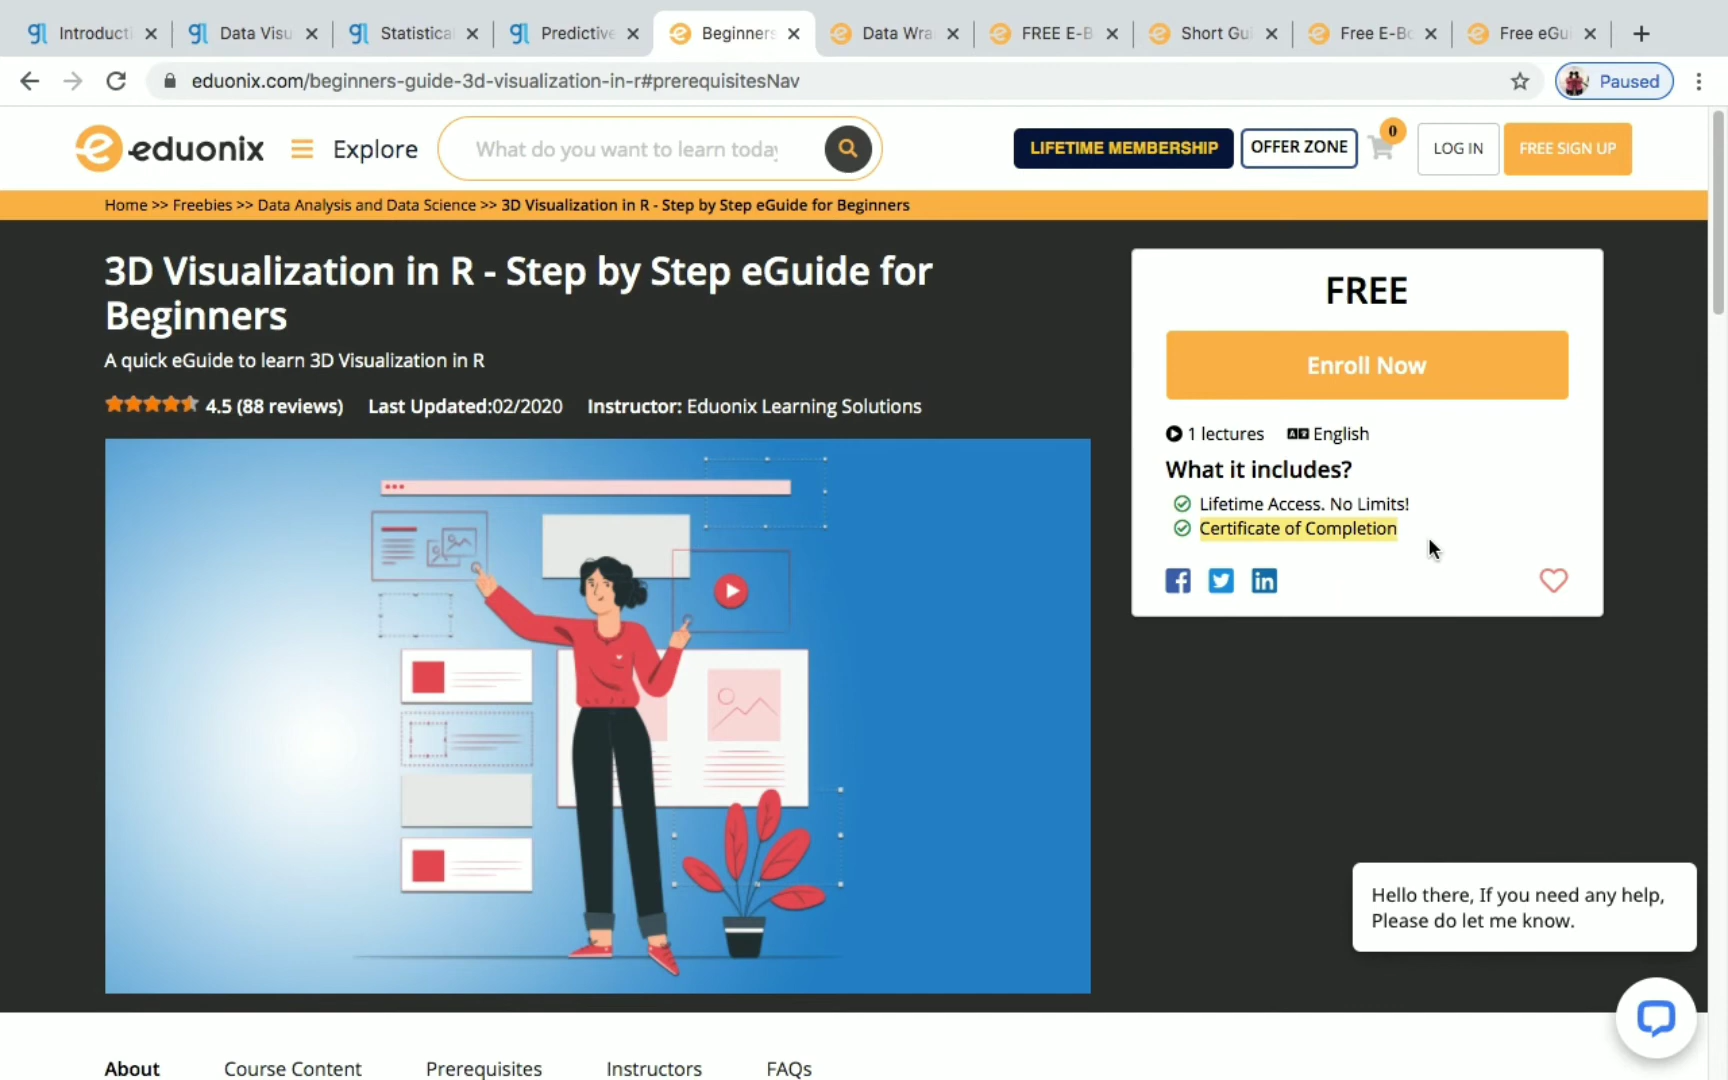 Introducti
Data Visu
Statistical
Predictive
Beginners
Data Wra
FREE E-B
Short Gui
Free E-Bo
Free eGui
eduonix.com/beginners-guide-3d-visualization-in-r#prerequisitesNav
Paused
eduonix
Explore
What do you want to learn today
LIFETIME MEMBERSHIP
OFFER ZONE
0
LOG IN
FREE SIGN UP
Home >> Freebies >> Data Analysis and Data Science >> 3D Visualization in R - Step by Step eGuide for Beginners
3D Visualization in R - Step by Step eGuide for
Beginners
A quick eGuide to learn 3D Visualization in R
4.5 (88 reviews) Last Updated:02/2020 Instructor: Eduonix Learning Solutions
FREE
Enroll Now
1 lectures English
What it includes?
Lifetime Access. No Limits!
Certificate of Completion
Hello there, If you need any help,
Please do let me know.
About Course Content Prerequisites Instructors FAQs